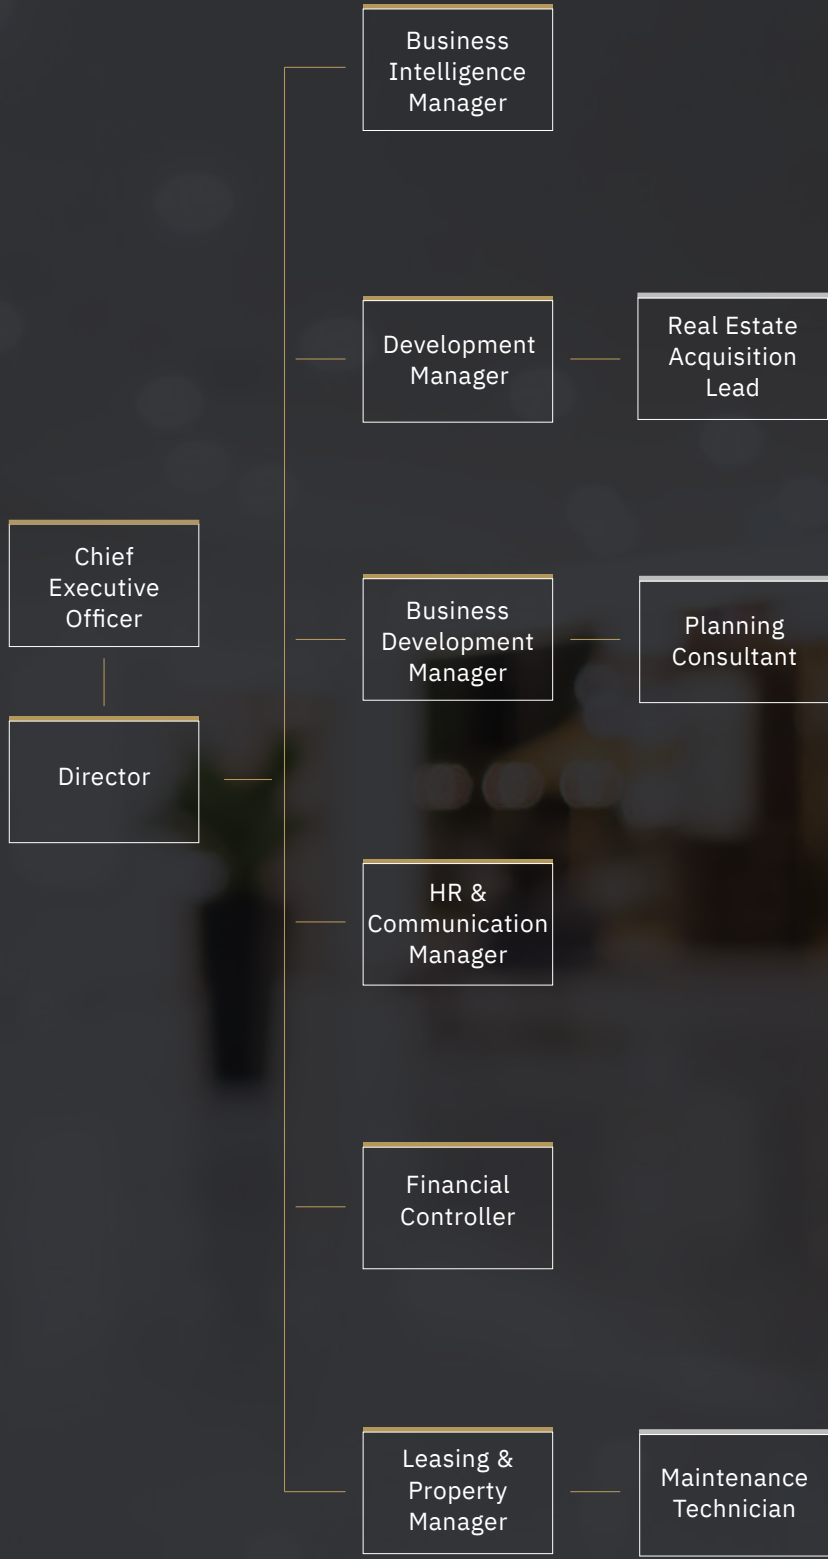 Business
Intelligence
Manager
Development
Manager
Real Estate
Acquisition
Lead
Chief
Executive
Officer
Business
Development
Manager
Planning
Consultant
Director
HR &
Communication
Manager
Financial
Controller
Leasing &
Property
Manager
Maintenance
Technician